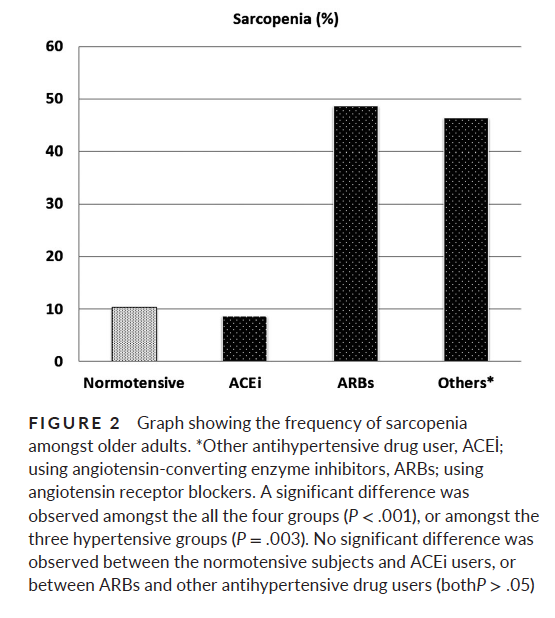 Sarcopenia (%)
60
50
40
30
20
10
0
Normotensive ACEi ARBs Others*
FIGURE 2 Graph showing the frequency of sarcopenia
amongst older adults. *Other antihypertensive drug user, ACEİ;
using angiotensin-converting enzyme inhibitors, ARBs; using
angiotensin receptor blockers. A significant difference was
observed amongst the all the four groups (P < .001), or amongst the
three hypertensive groups (P = .003). No significant difference was
observed between the normotensive subjects and ACEi users, or
between ARBs and other antihypertensive drug users (bothP > .05)